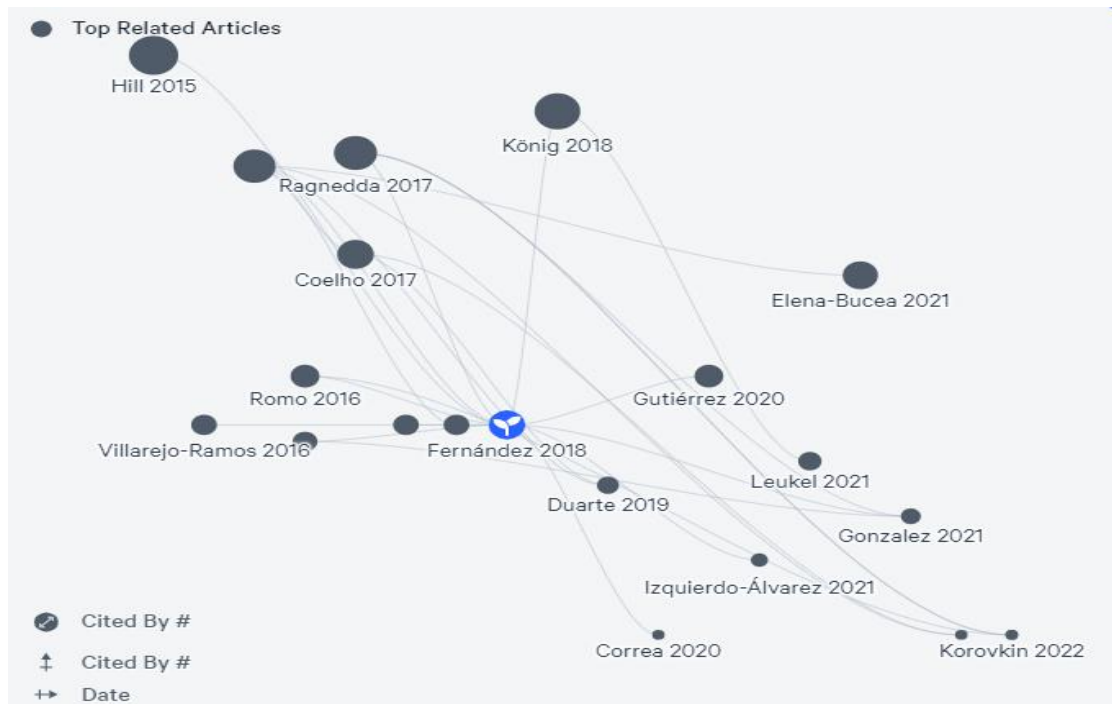 Top Related Articles
Hill 2015
König 2018
Ragnedda 2017
Coelho 2017
Elena-Bucea 2021
Romo 2016
Gutiérrez 2020
Villarejo-Ramos 2016
Fernández 2018
Leukel 2021
Duarte 2019
Gonzalez 2021
Izquierdo-Álvarez 2021
Cited By #
Correa 2020
Korovkin 2022
Cited By #
Date